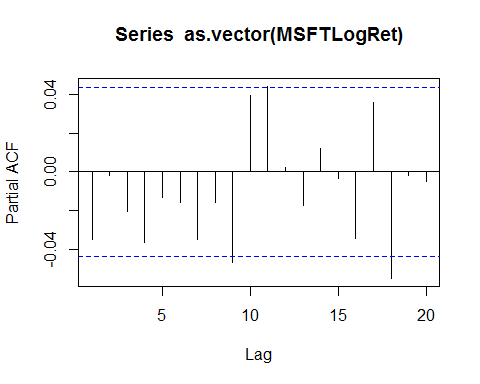 Series as.vector(MSFTLogRet)
Partial ACF
0.04
0.00
-0.04
5 10 15 20
Lag